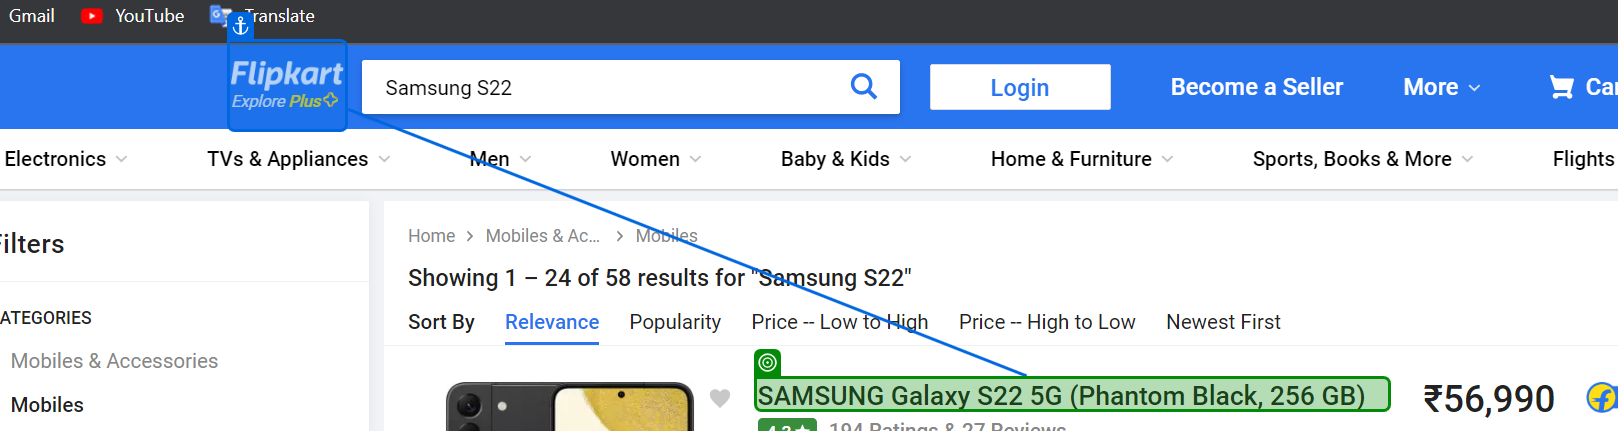 Gmail YouTube Translate
Flipkart
Explore Plus
Samsung S22
Login
Become a Seller
More
Electronics TVs & Appliances Men Women Baby & Kids Home & Furniture Sports, Books & More Flights
Filters
Home Mobiles & Ac... Mobiles
Showing 1 – 24 of 58 results for "Samsung S22"
CATEGORIES
Sort By Relevance Popularity Price -- Low to High Price -- High to Low Newest First
Mobiles & Accessories
Mobiles
SAMSUNG Galaxy S22 5G (Phantom Black, 256 GB)
₹56,990
194 Ratings & 27 Reviews